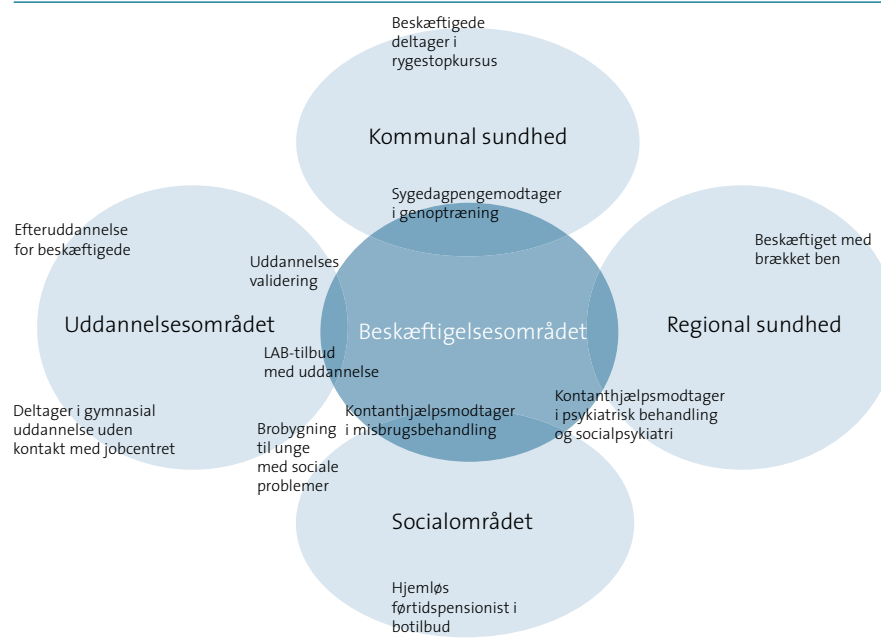 Beskæftigede
deltager i
rygestopkursus
Kommunal sundhed
Sygedagpengemodtager
i genoptræning
Efteruddannelse
for beskæftigede
Uddannelses
validering
Beskæftiget med
brækket ben
Uddannelsesområdet
Beskæftigelsesområdet
Regional sundhed
LAB-tilbud
med uddannelse
Deltager i gymnasial
uddannelse uden
kontakt med jobcentret
Brobygning
til unge
med sociale
problemer
Kontanthjælpsmodtager
i misbrugsbehandling
Kontanthjælpsmodtager
i psykiatrisk behandling
og socialpsykiatri
Socialområdet
Hjemløs
førtidspensionist i
botilbud